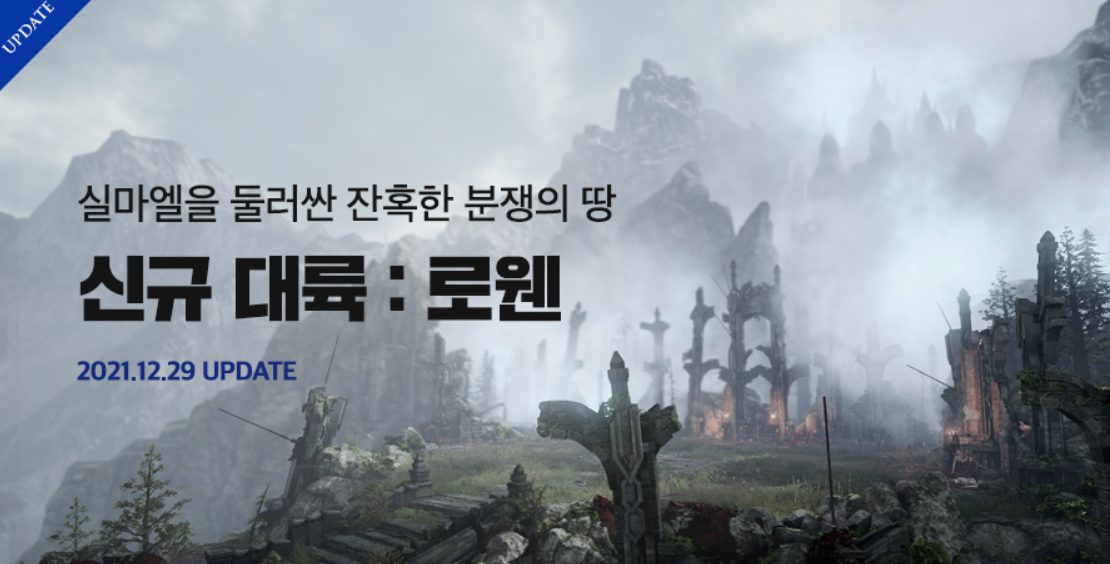 UPDATE
실마엘을 둘러싼 잔혹한 분쟁의 땅
신규 대륙 : 로웬
2021.12.29 UPDATE